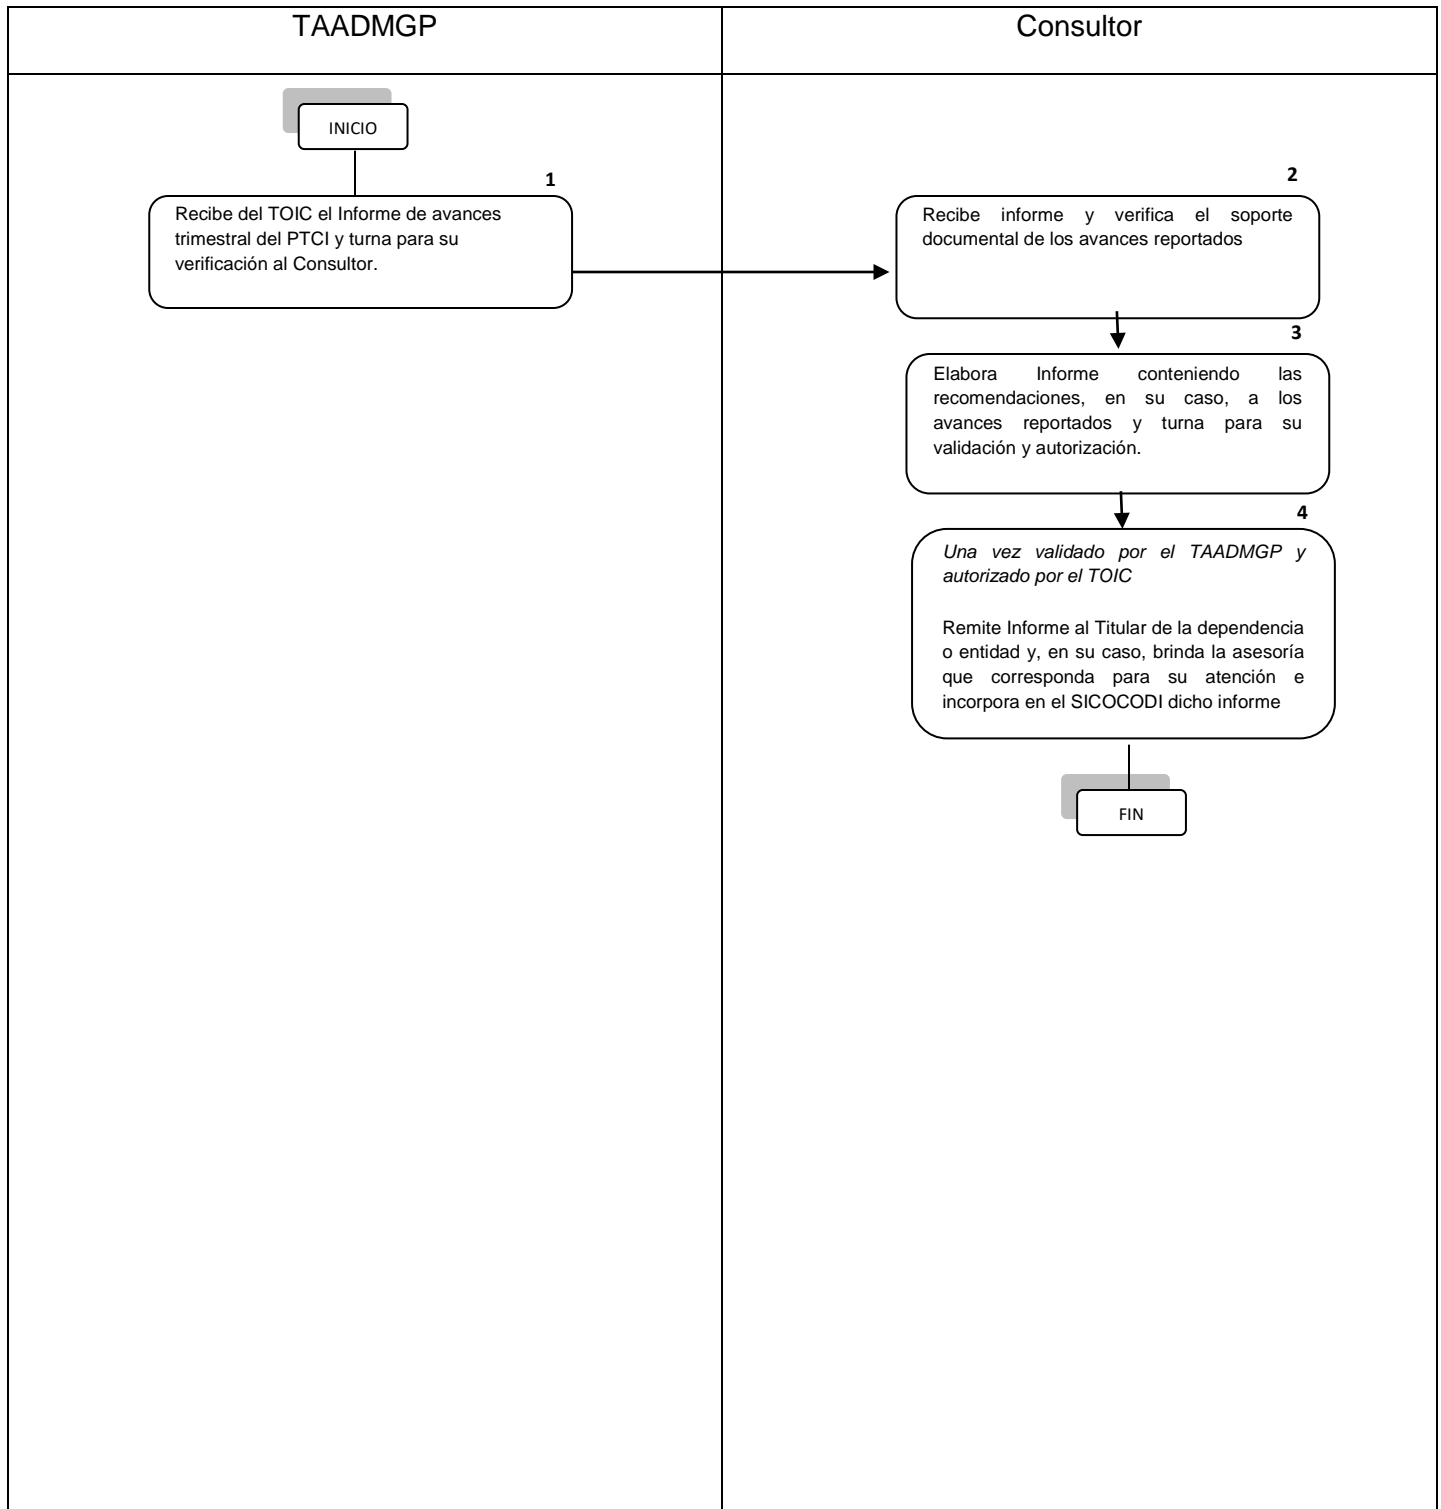 TAADMGP
Consultor
INICIO
1
Recibe del TOIC el Informe de avances
trimestral del PTCI y turna para su
verificación al Consultor.
2
Recibe informe y verifica el soporte
documental de los avances reportados
3
Elabora Informe conteniendo las
recomendaciones, en su caso, a los
avances reportados y turna para su
validación y autorización.
4
Una vez validado por el TAADMGP y
autorizado por el TOIC
Remite Informe al Titular de la dependencia
o entidad y, en su caso, brinda la asesoría
que corresponda para su atención e
incorpora en el SICOCODI dicho informe
FIN